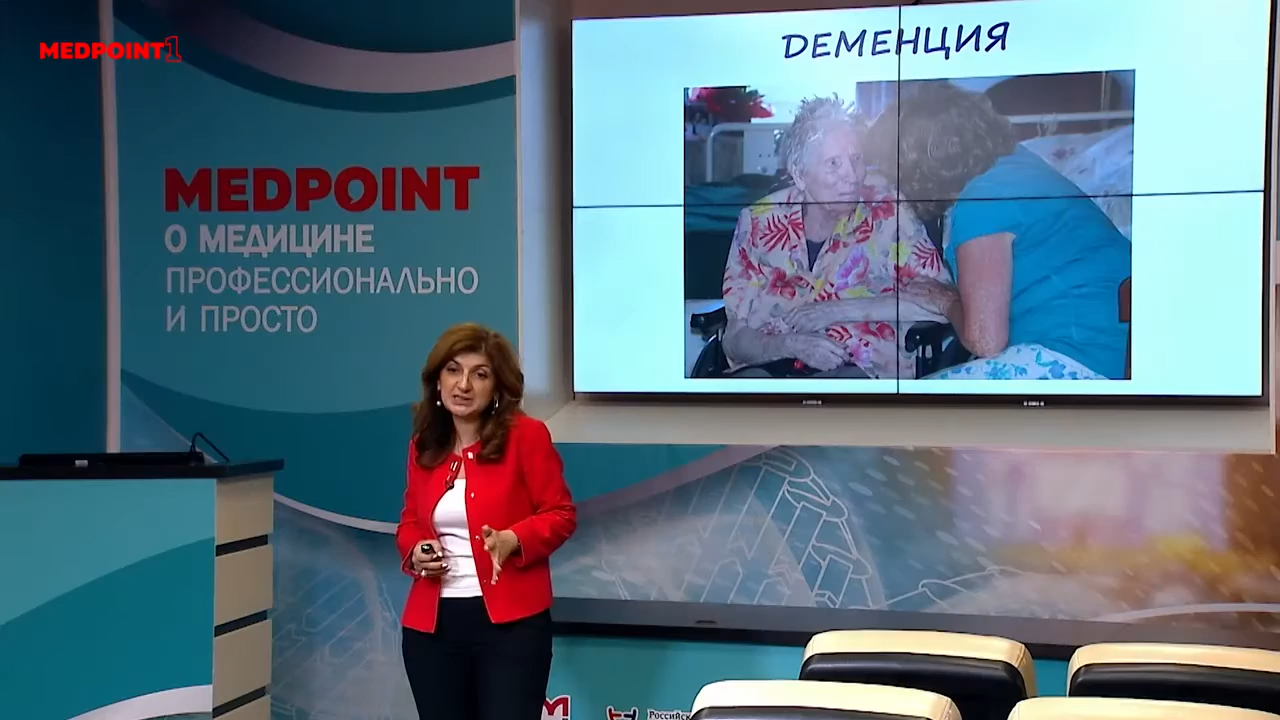 MEDPOINT1
ДЕМЕНЦИЯ
MEDPOINT
О МЕДИЦИНЕ
ПРОФЕССИОНАЛЬНО
И ПРОСТО